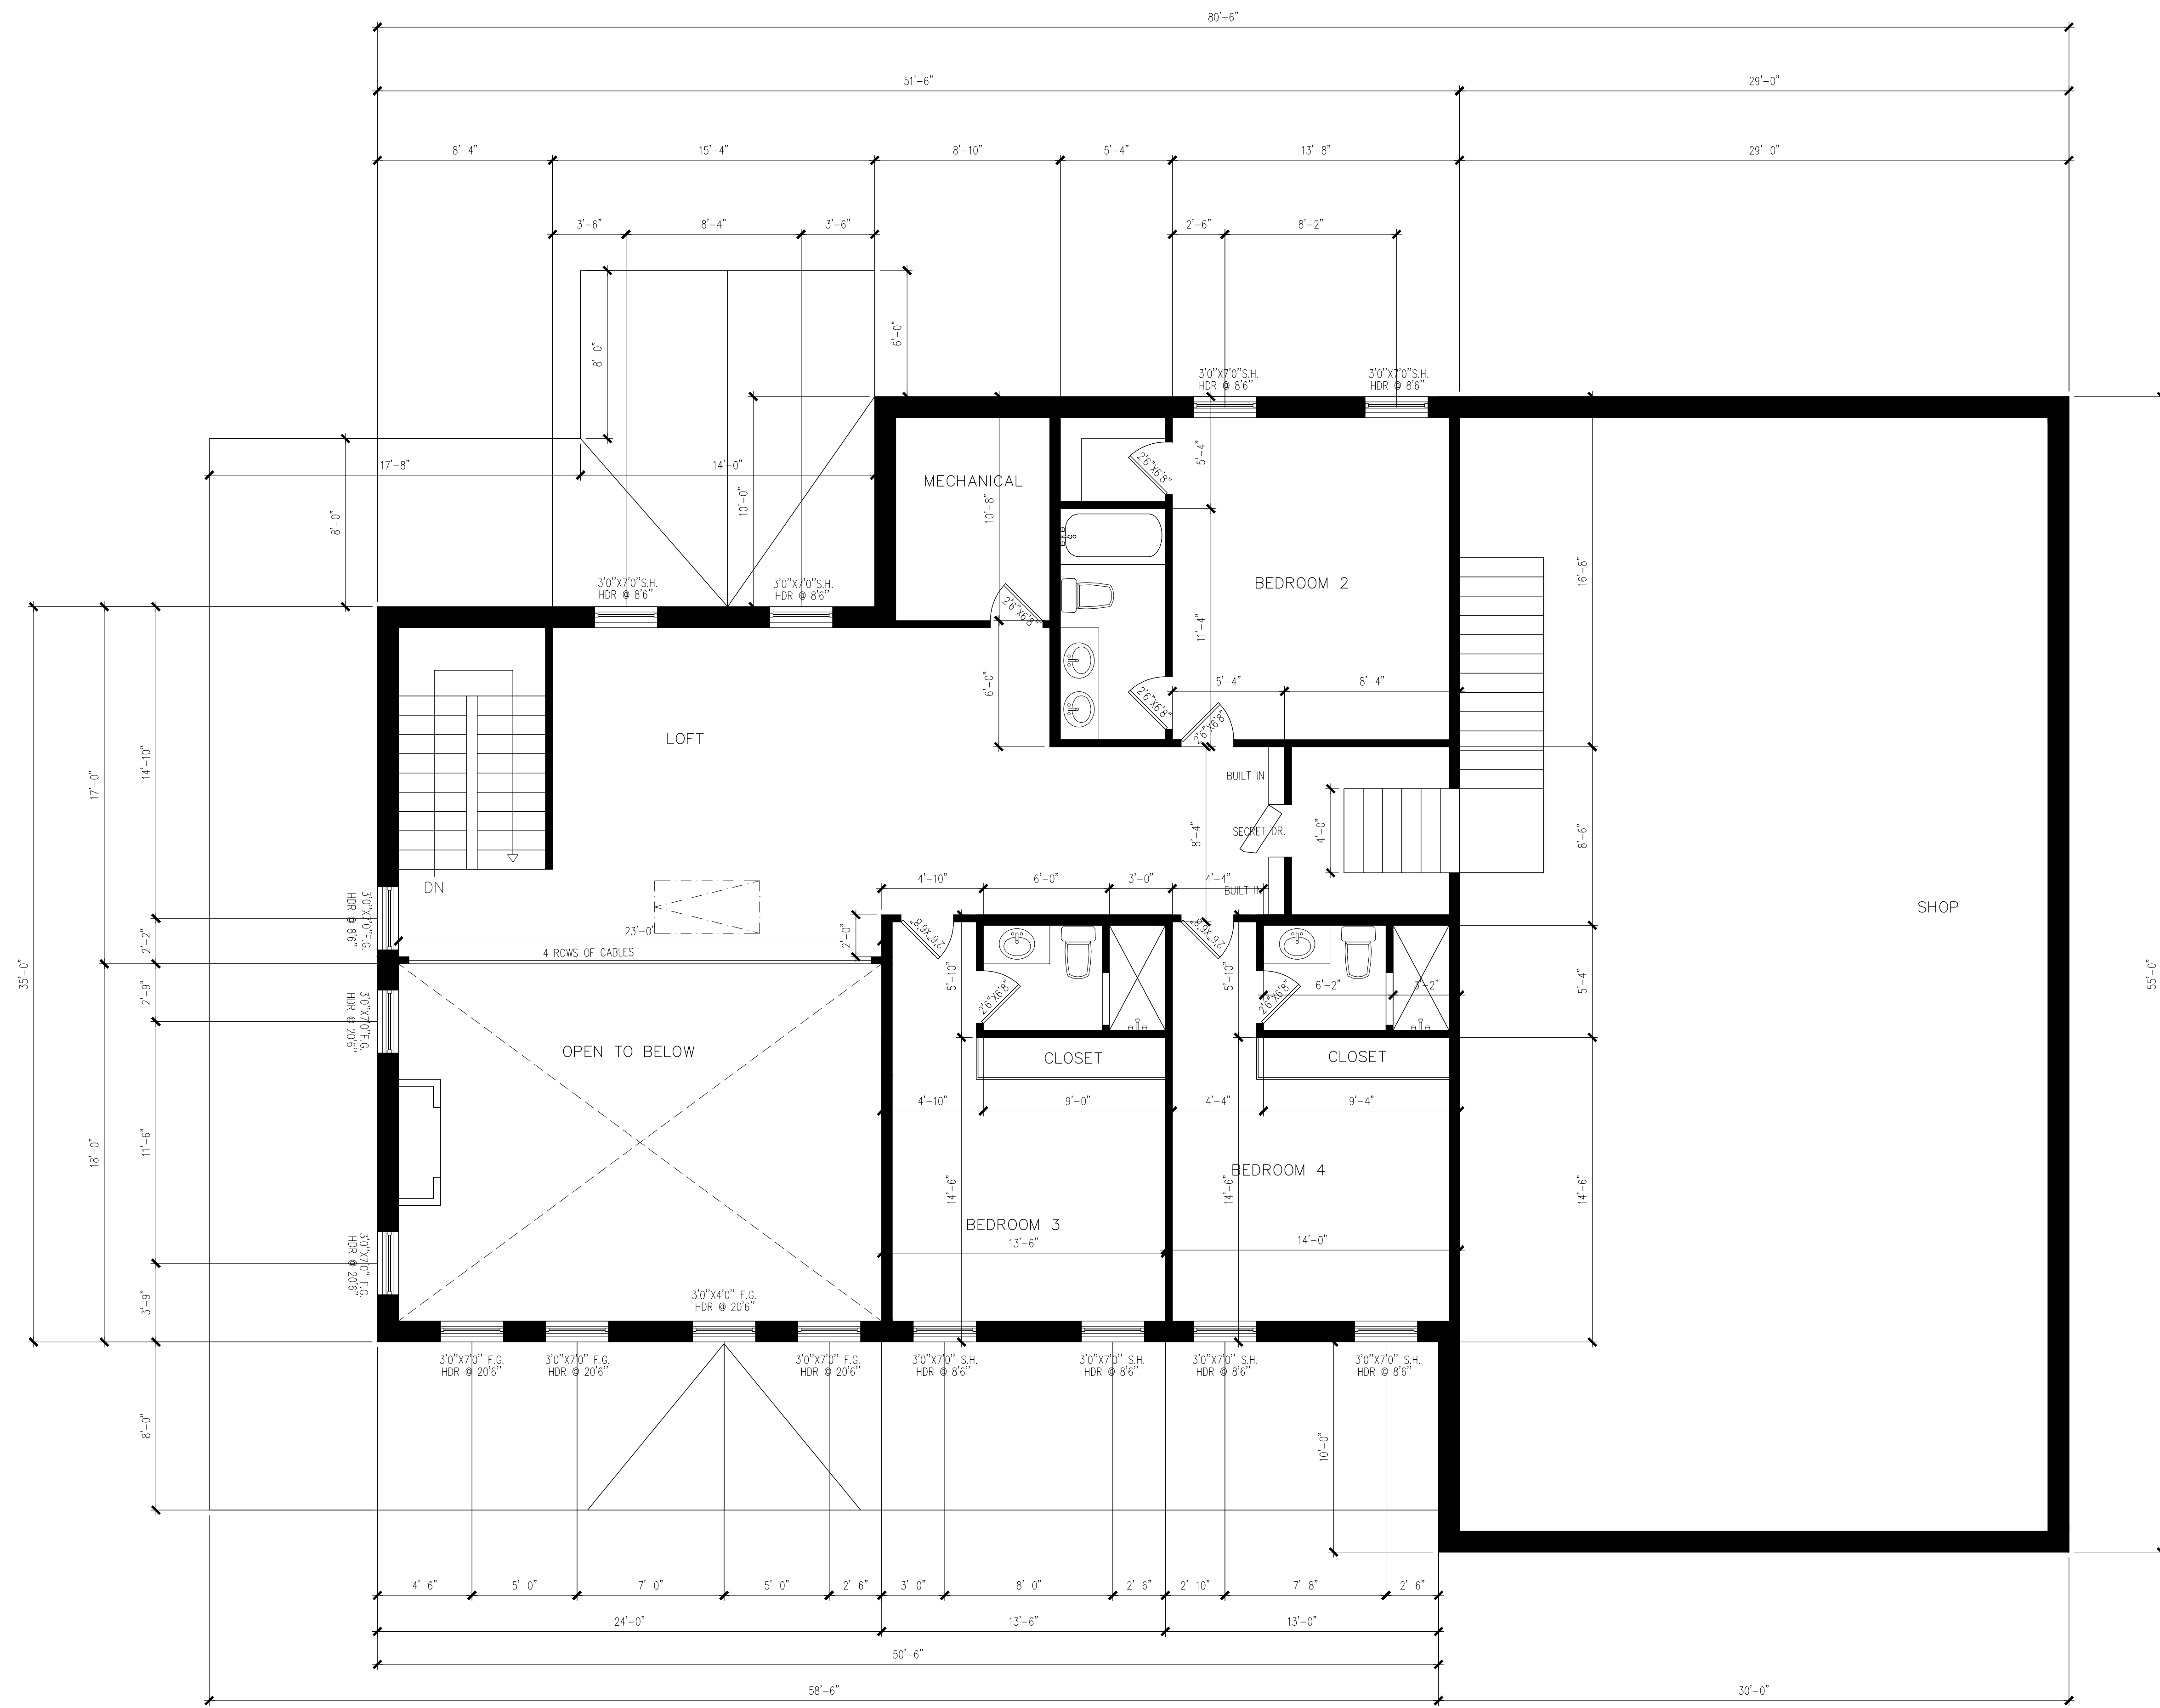 80'-6"
51'-6" 29'-0"
8'-4" 15'-4" 8'-10" 5'-4" 13'-8" 29'-0"
3'-6" 8'-4" 3'-6" 2'-6" 8'-2"
8'-0" 6'-0"
3'0"X7'0"S.H. 3'0"X7'0"S.H.
HDR @ 8'6" HDR @ 8'6"
17'-8" 14'-0"
8'-0" 10'-0"
MECHANICAL
10'-8"
5'-4"
2'6"X6'8"
3'0"X7'0"S.H. 3'0"X7'0"S.H.
HDR @ 8'6" HDR @ 8'6"
2'6"X6'8"
BEDROOM 2
16'-8"
11'-4"
6'-0"
5'-4" 8'-4"
2'6"X6'8"
2'6"X6'8"
LOFT
14'-10"
17'-0"
BUILT IN
SECRET DR.
8'-4"
4'-0"
8'-6"
BUILT IN
DN
3'0"X7'0"F.G.
HDR @ 8'6"
4'-10" 6'-0" 3'-0" 4'-4"
SHOP
23'-0"
2'-0"
4 ROWS OF CABLES
2'6"X6'8"
2'6"X6'8"
2'-2"
35'-0"
55'-0"
2'-9"
3'0"X7'0"F.G.
HDR @ 20'6"
5'-10"
2'6"X6'8"
5'-10"
2'6"X6'8"
6'-2" 3'-2"
5'-4"
OPEN TO BELOW
CLOSET
CLOSET
4'-10" 9'-0" 4'-4" 9'-4"
11'-6"
18'-0"
BEDROOM 4
14'-6"
14'-6"
14'-6"
BEDROOM 3
13'-6" 14'-0"
3'0"X7'0" F.G.
HDR @ 20'6"
3'-9"
3'0"X4'0" F.G.
HDR @ 20'6"
3'0"X7'0" F.G. 3'0"X7'0" F.G. 3'0"X7'0" F.G. 3'0"X7'0" S.H. 3'0"X7'0" S.H. 3'0"X7'0" S.H. 3'0"X7'0" S.H.
HDR @ 20'6" HDR @ 20'6" HDR @ 20'6" HDR @ 8'6" HDR @ 8'6" HDR @ 8'6" HDR @ 8'6"
8'-0"
10'-0"
4'-6" 5'-0" 7'-0" 5'-0" 2'-6" 3'-0" 8'-0" 2'-6" 2'-10" 7'-8" 2'-6"
24'-0" 13'-6" 13'-0"
50'-6"
58'-6" 30'-0"